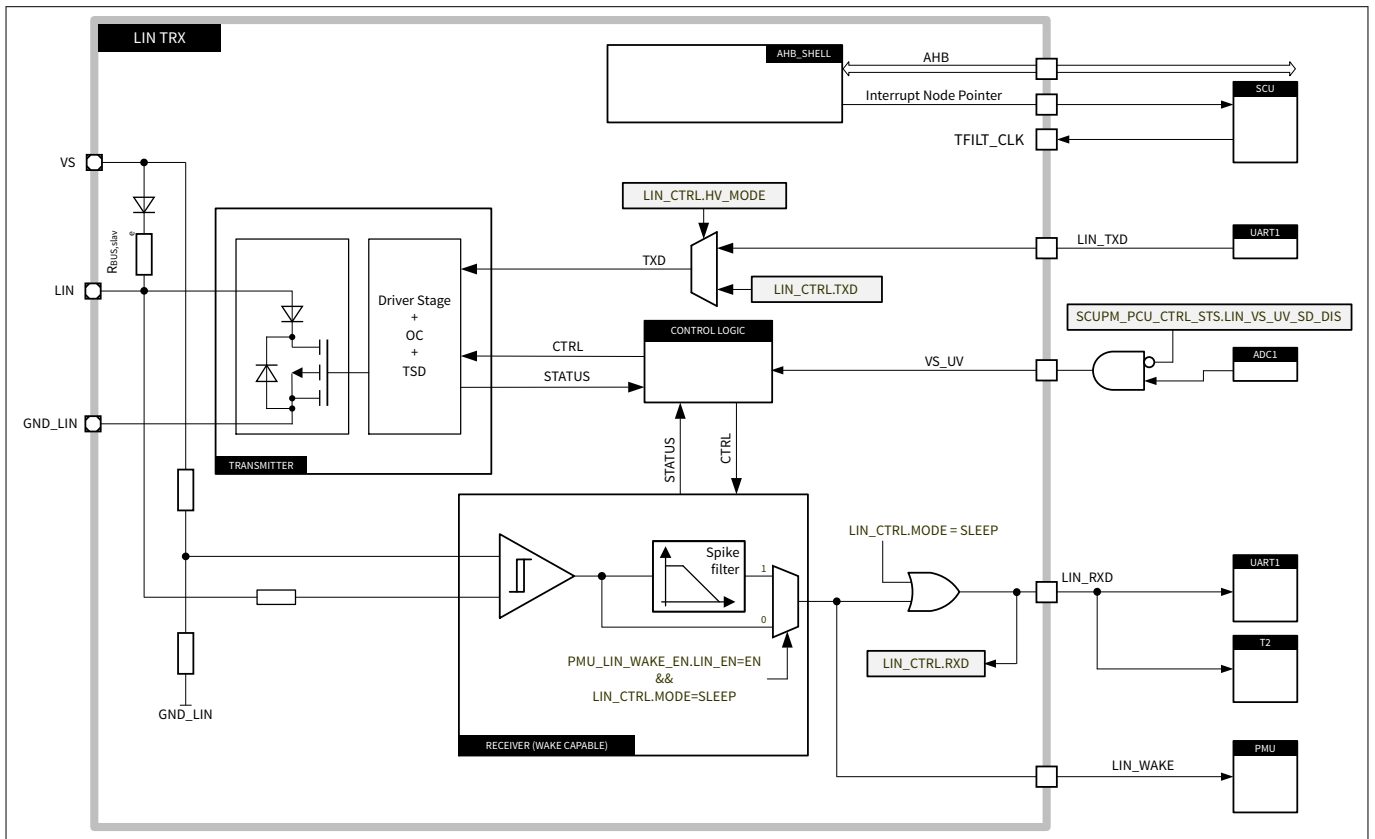 LIN TRX
AHB_SHELL
AHB
Interrupt Node Pointer
SCU
TFILT_CLK
VS
LIN_CTRL.HV_MODE
RBUS,slav
e
LIN_TXD
UART1
TXD
LIN
LIN_CTRL.TXD
Driver Stage
+
OC
+
TSD
SCUPM_PCU_CTRL_STS.LIN_VS_UV_SD_DIS
CONTROL LOGIC
CTRL
ADC1
VS_UV
STATUS
GND_LIN
STATUS
CTRL
TRANSMITTER
LIN_CTRL.MODE = SLEEP
Spike
filter
1
0
UART1
LIN_RXD
T2
PMU_LIN_WAKE_EN.LIN_EN=EN
&&
LIN_CTRL.MODE=SLEEP
LIN_CTRL.RXD
GND_LIN
RECEIVER (WAKE CAPABLE)
PMU
LIN_WAKE